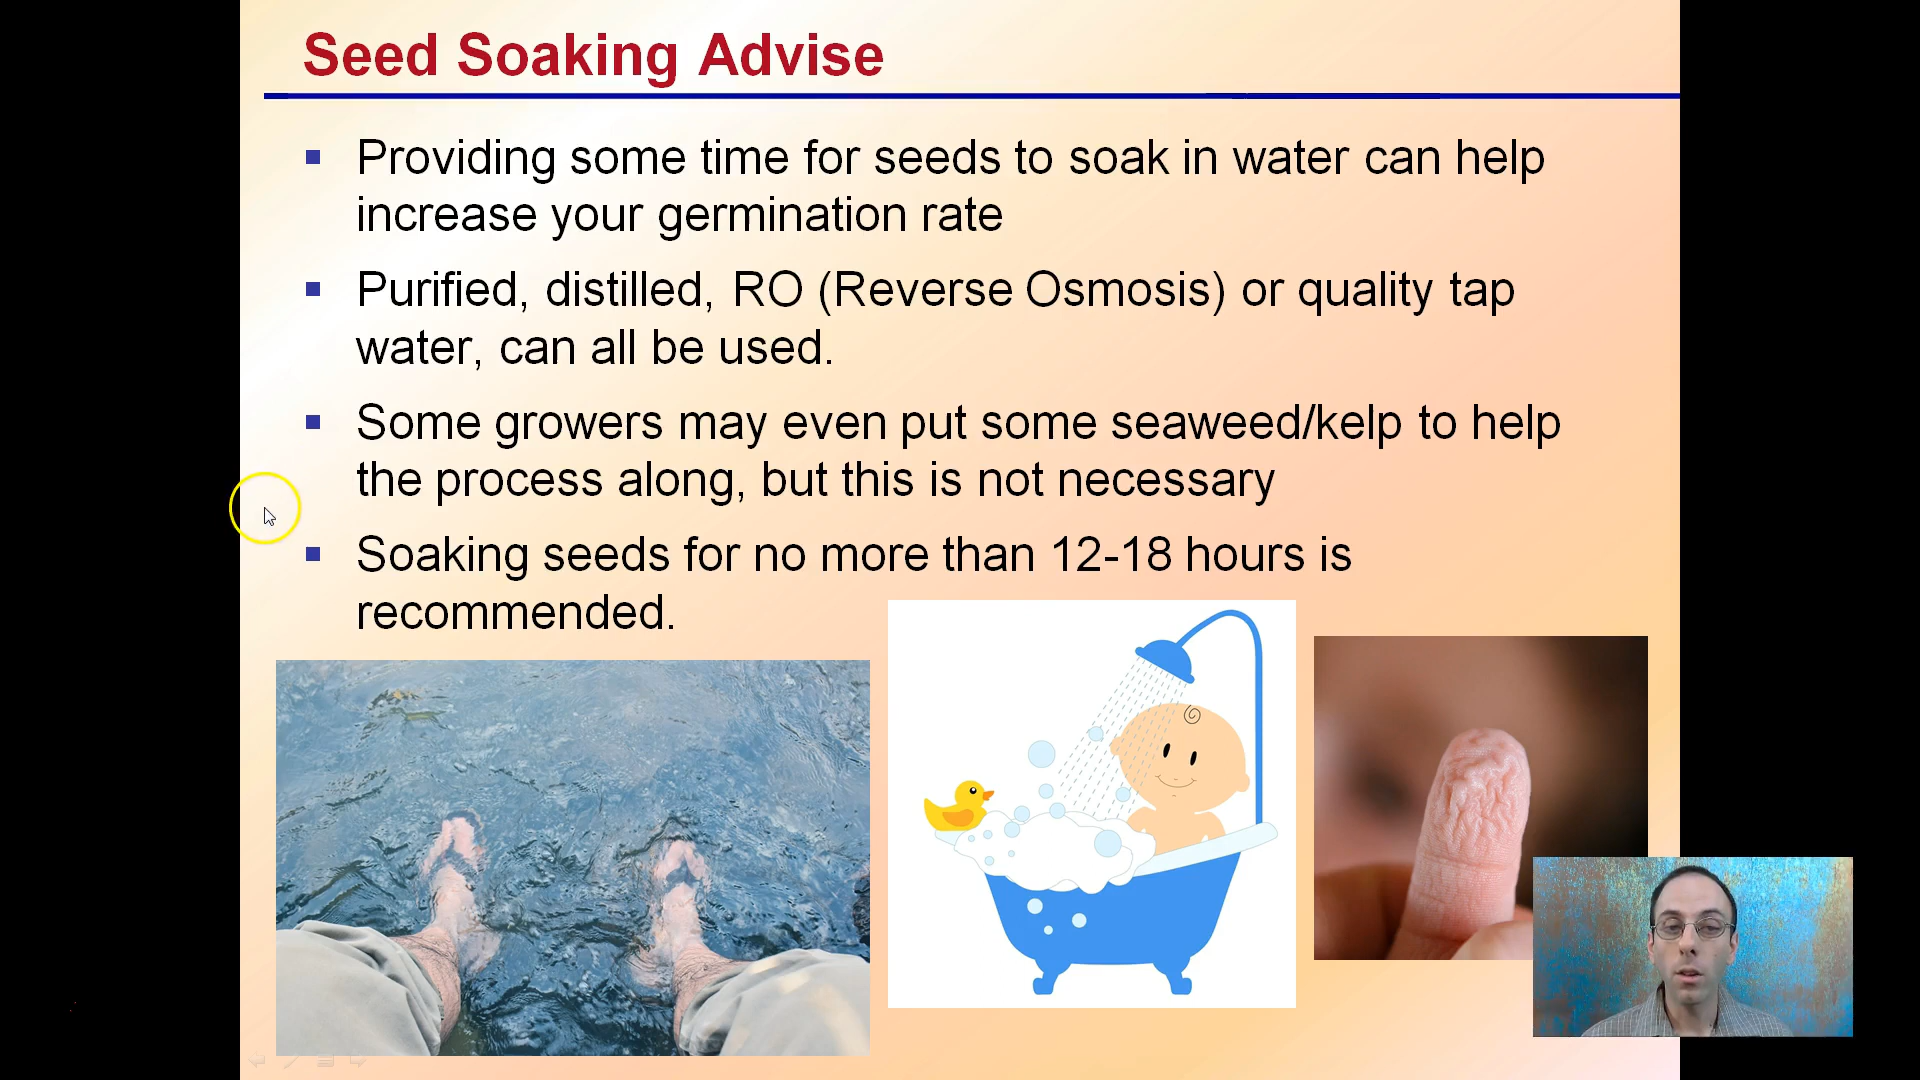 Seed Soaking Advise
Providing some time for seeds to soak in water can help
increase your germination rate
Purified, distilled, RO (Reverse Osmosis) or quality tap
water, can all be used.
Some growers may even put some seaweed/kelp to help
the process along, but this is not necessary
Soaking seeds for no more than 12-18 hours is
recommended.